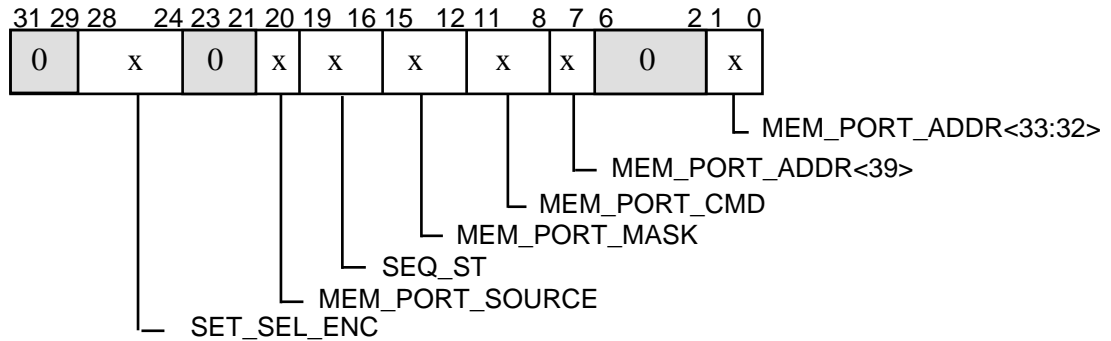 31 29 28 24 23 21 20 19 16 15 12 11 8 7 6 2 1 0
0 x 0 x x x x x 0 x
MEM_PORT_ADDR<33:32>
MEM_PORT_ADDR<39>
MEM_PORT_CMD
MEM_PORT_MASK
SEQ_ST
MEM_PORT_SOURCE
SET_SEL_ENC